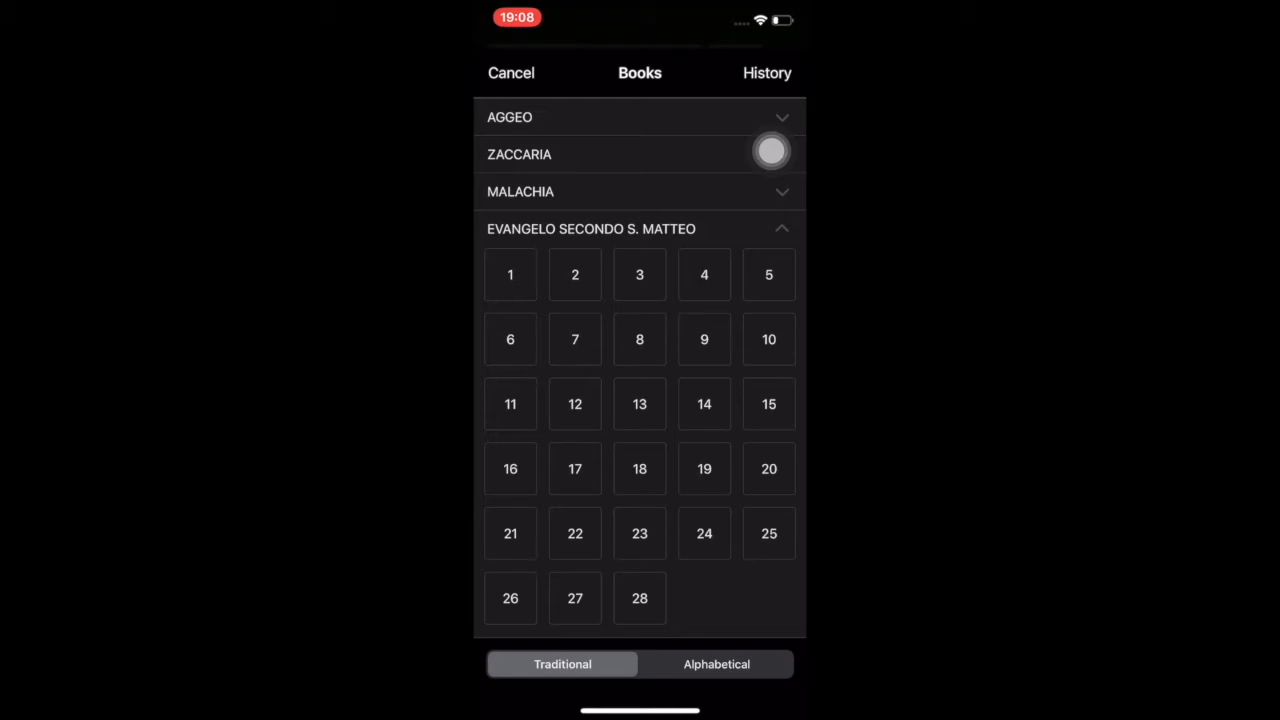 19:08
Cancel Books History
AGGEO
ZACCARIA
MALACHIA
EVANGELO SECONDO S. MATTEO
1 2 3 4 5
6 7 8 9 10
11 12 13 14 15
16 17 18 19 20
21 22 23 24 25
26 27 28
Traditional Alphabetical